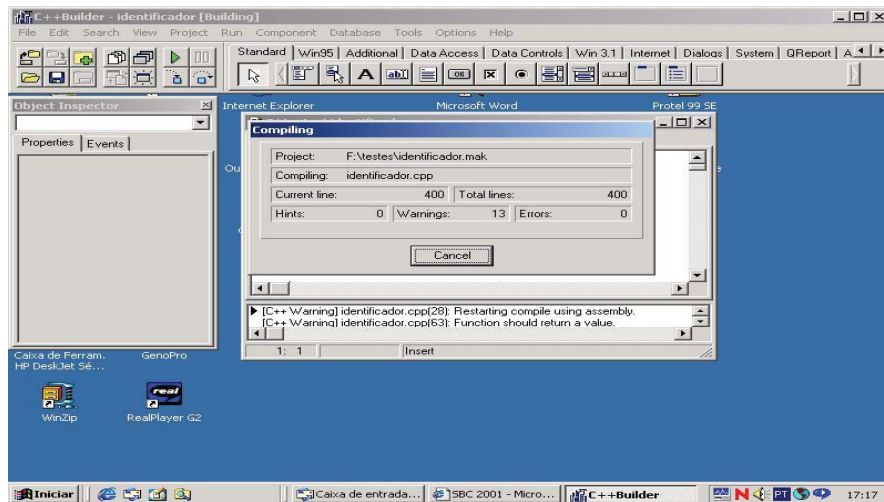 C++Builder - identificador [Building]
File Edit Search View Project Run Component Database Tools Options Help
Standard Win95 Additional Data Access Data Controls Win 3.1 Internet Dialogs System QReport A
A ab OK
Object Inspector
Properties Events
Internet Explorer Microsoft Word Protel 99 SE
Ou
Compiling
Project: F:\testes\identificador.mak
Compiling: identificador.cpp
Current line: 400 Total lines: 400
Hints: 0 Warnings: 13 Errors: 0
Cancel
[C++ Warning] identificador.cpp(28): Restarting compile using assembly.
[C++ Warning] identificador.cpp(63): Function should return a value.
1: 1 Insert
Caixa de Ferram. GenoPro
HP DeskJet Sé...
real
WinZip RealPlayer G2
Iniciar Caixa de entrada... SBC 2001 - Micro... C++Builder PT 17:17